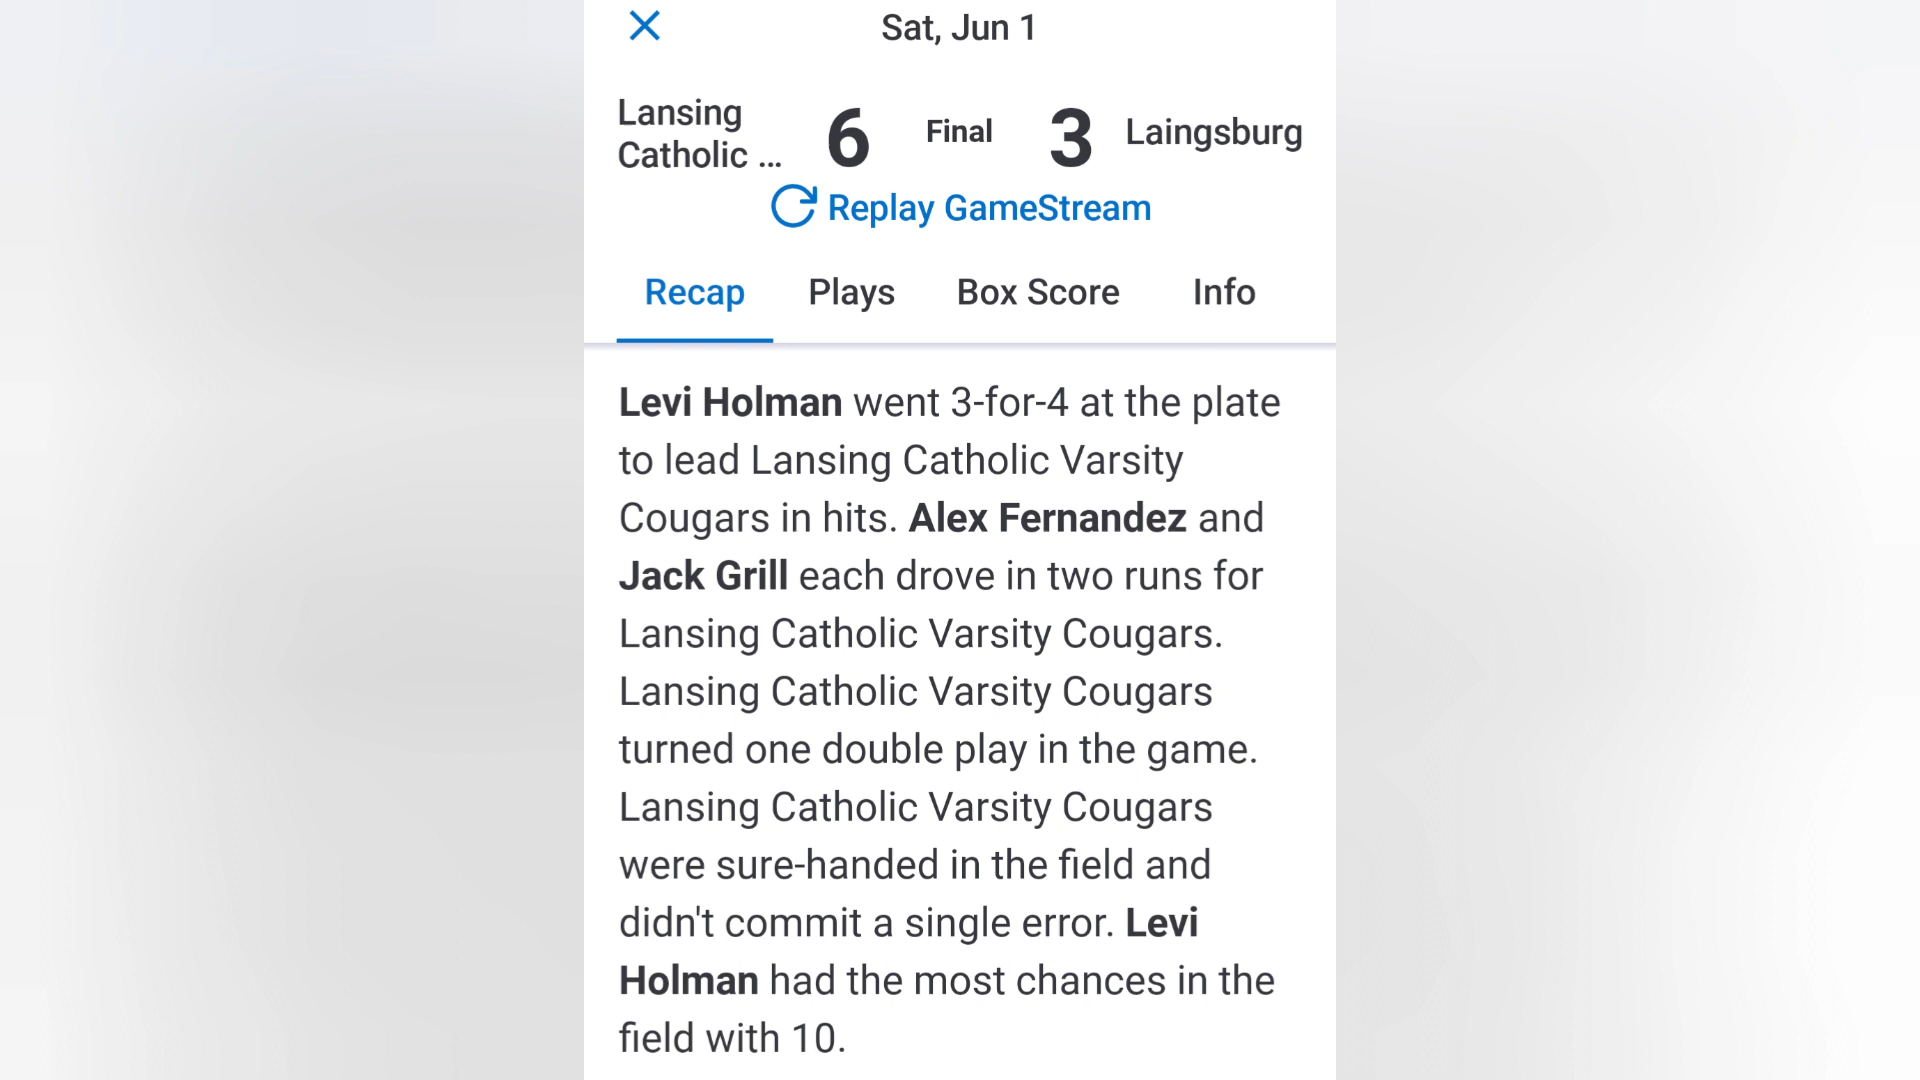 Sat, Jun 1
Lansing
Catholic ...
6
Final
3
Laingsburg
Replay GameStream
Recap
Plays
Box Score
Info
Levi Holman went 3-for-4 at the plate
to lead Lansing Catholic Varsity
Cougars in hits. Alex Fernandez and
Jack Grill each drove in two runs for
Lansing Catholic Varsity Cougars.
Lansing Catholic Varsity Cougars
turned one double play in the game.
Lansing Catholic Varsity Cougars
were sure-handed in the field and
didn't commit a single error. Levi
Holman had the most chances in the
field with 10.